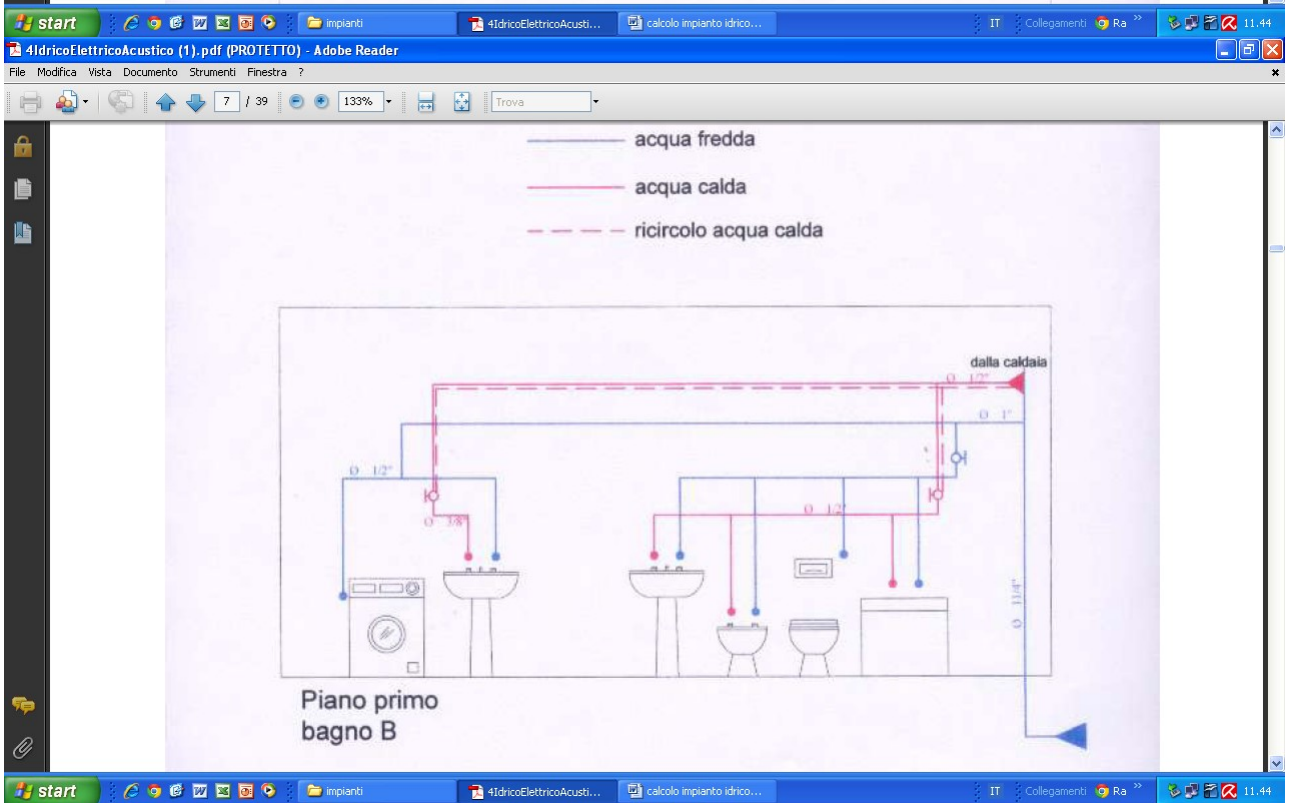 start
impianti
4IdricoElettricoAcusti...
calcolo impianto idrico...
IT
Collegamenti
Ra
11.44
4IdricoElettricoAcustico (1).pdf (PROTETTO) - Adobe Reader
File Modifica Vista Documento Strumenti Finestra ?
7 / 39
133%
Trova
acqua fredda
acqua calda
ricircolo acqua calda
dalla caldaia
O 1/2"
O 1"
O 1/2"
O 3/8"
O 1/2"
O 11/4"
Piano primo
bagno B
start
impianti
4IdricoElettricoAcusti...
calcolo impianto idrico...
IT
Collegamenti
Ra
11.44